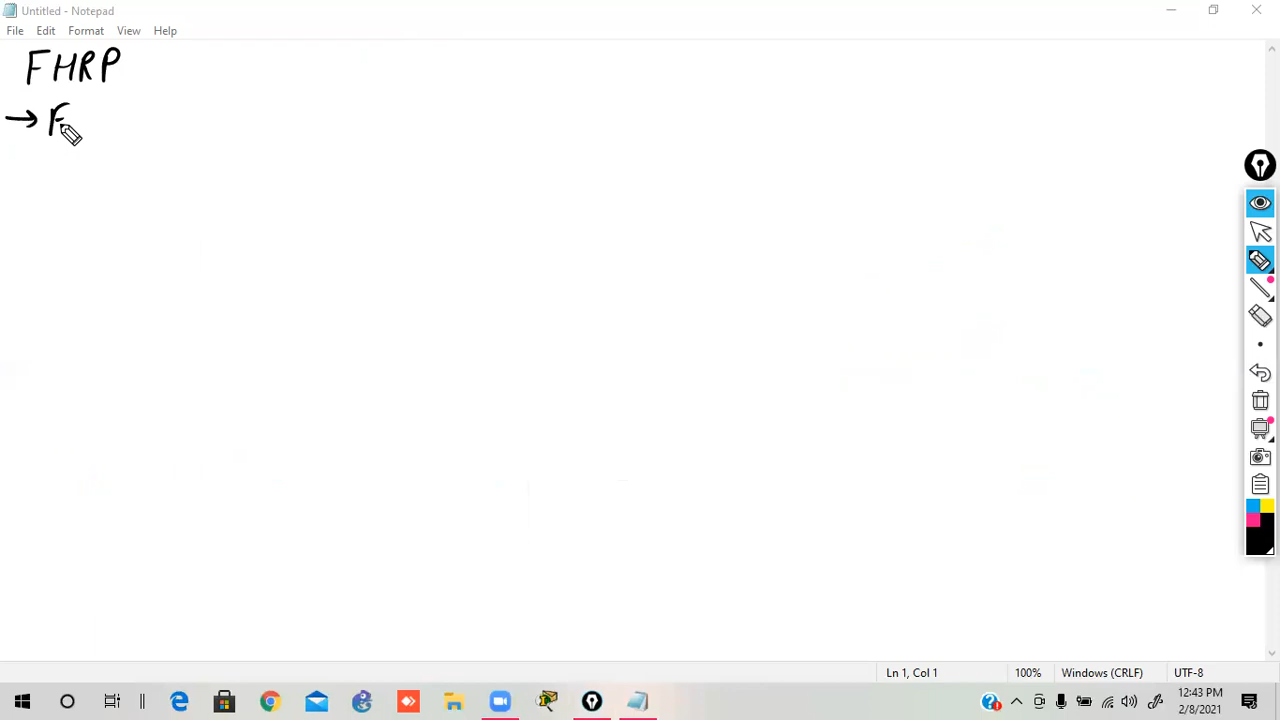 Untitled - Notepad
File Edit Format View Help
FHRP
→ F
Ln 1, Col 1 100% Windows (CRLF) UTF-8
12:43 PM
2/8/2021